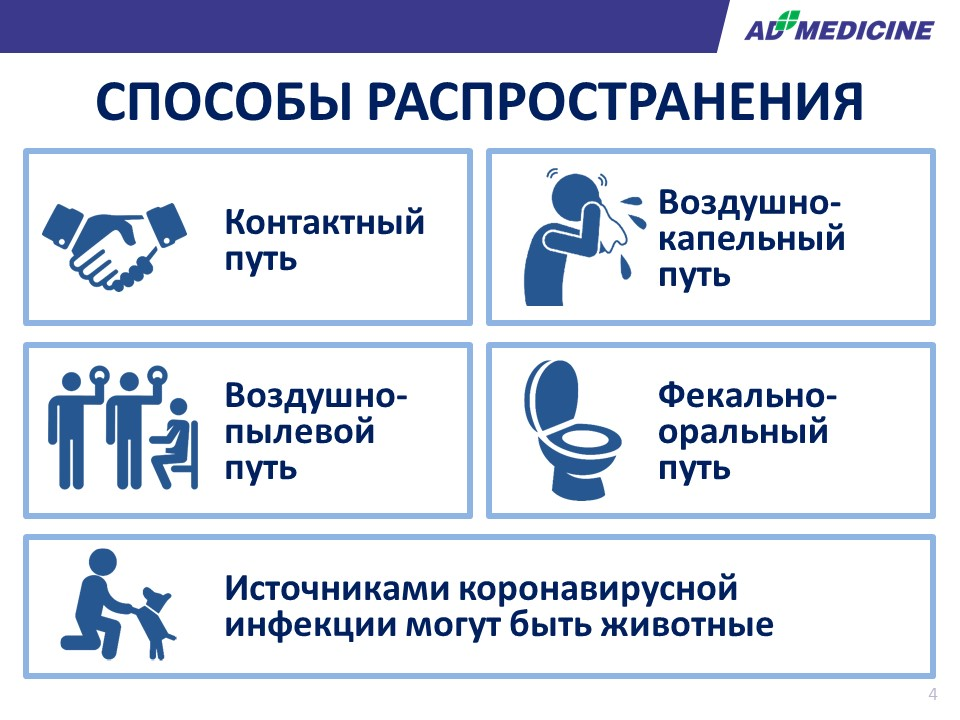 AD MEDICINE
СПОСОБЫ РАСПРОСТРАНЕНИЯ
Контактный
путь
Воздушно-
капельный
путь
Воздушно-
пылевой
путь
Фекально-
оральный
путь
Источниками коронавирусной
инфекции могут быть животные
4